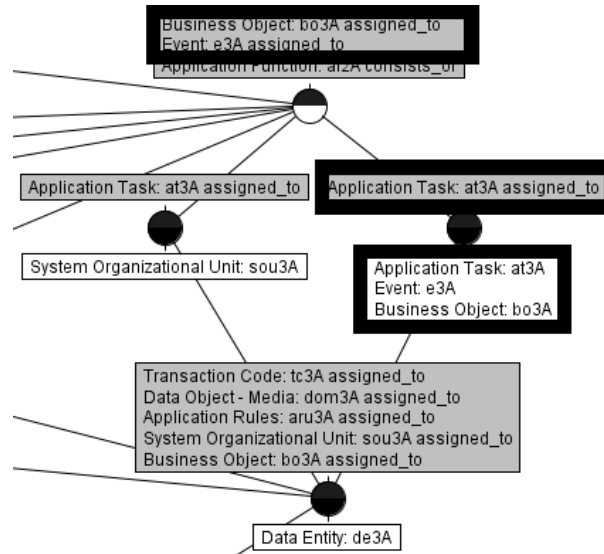 Business Object: bo3A assigned_to
Event: e3A assigned_to
Application Function: af2A consists_of
Application Task: at3A assigned_to
Application Task: at3A assigned_to
System Organizational Unit: sou3A
Application Task: at3A
Event: e3A
Business Object: bo3A
Transaction Code: tc3A assigned_to
Data Object - Media: dom3A assigned_to
Application Rules: aru3A assigned_to
System Organizational Unit: sou3A assigned_to
Business Object: bo3A assigned_to
Data Entity: de3A